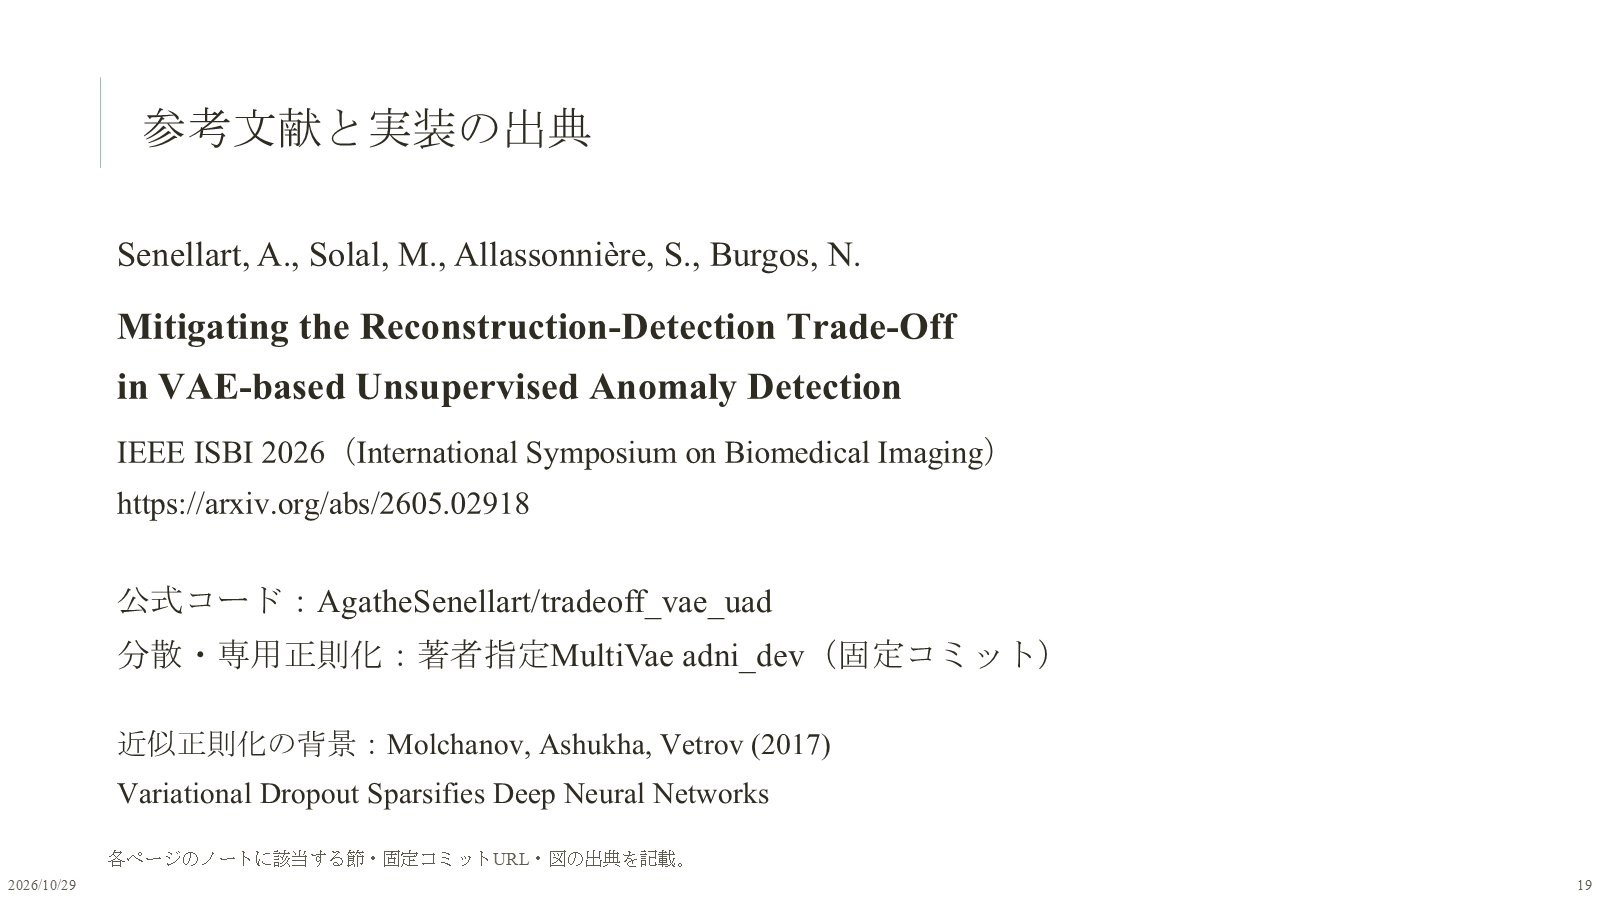 参考文献と実装の出典
Senellart, A., Solal, M., Allassonnière, S., Burgos, N.
Mitigating the Reconstruction-Detection Trade-Off
in VAE-based Unsupervised Anomaly Detection
IEEE ISBI 2026（International Symposium on Biomedical Imaging）
https://arxiv.org/abs/2605.02918
公式コード：AgatheSenellart/tradeoff_vae_uad
分散・専用正則化：著者指定MultiVae adni_dev（固定コミット）
近似正則化の背景：Molchanov, Ashukha, Vetrov (2017)
Variational Dropout Sparsifies Deep Neural Networks
各ページのノートに該当する節・固定コミットURL・図の出典を記載。
2026/10/29
19